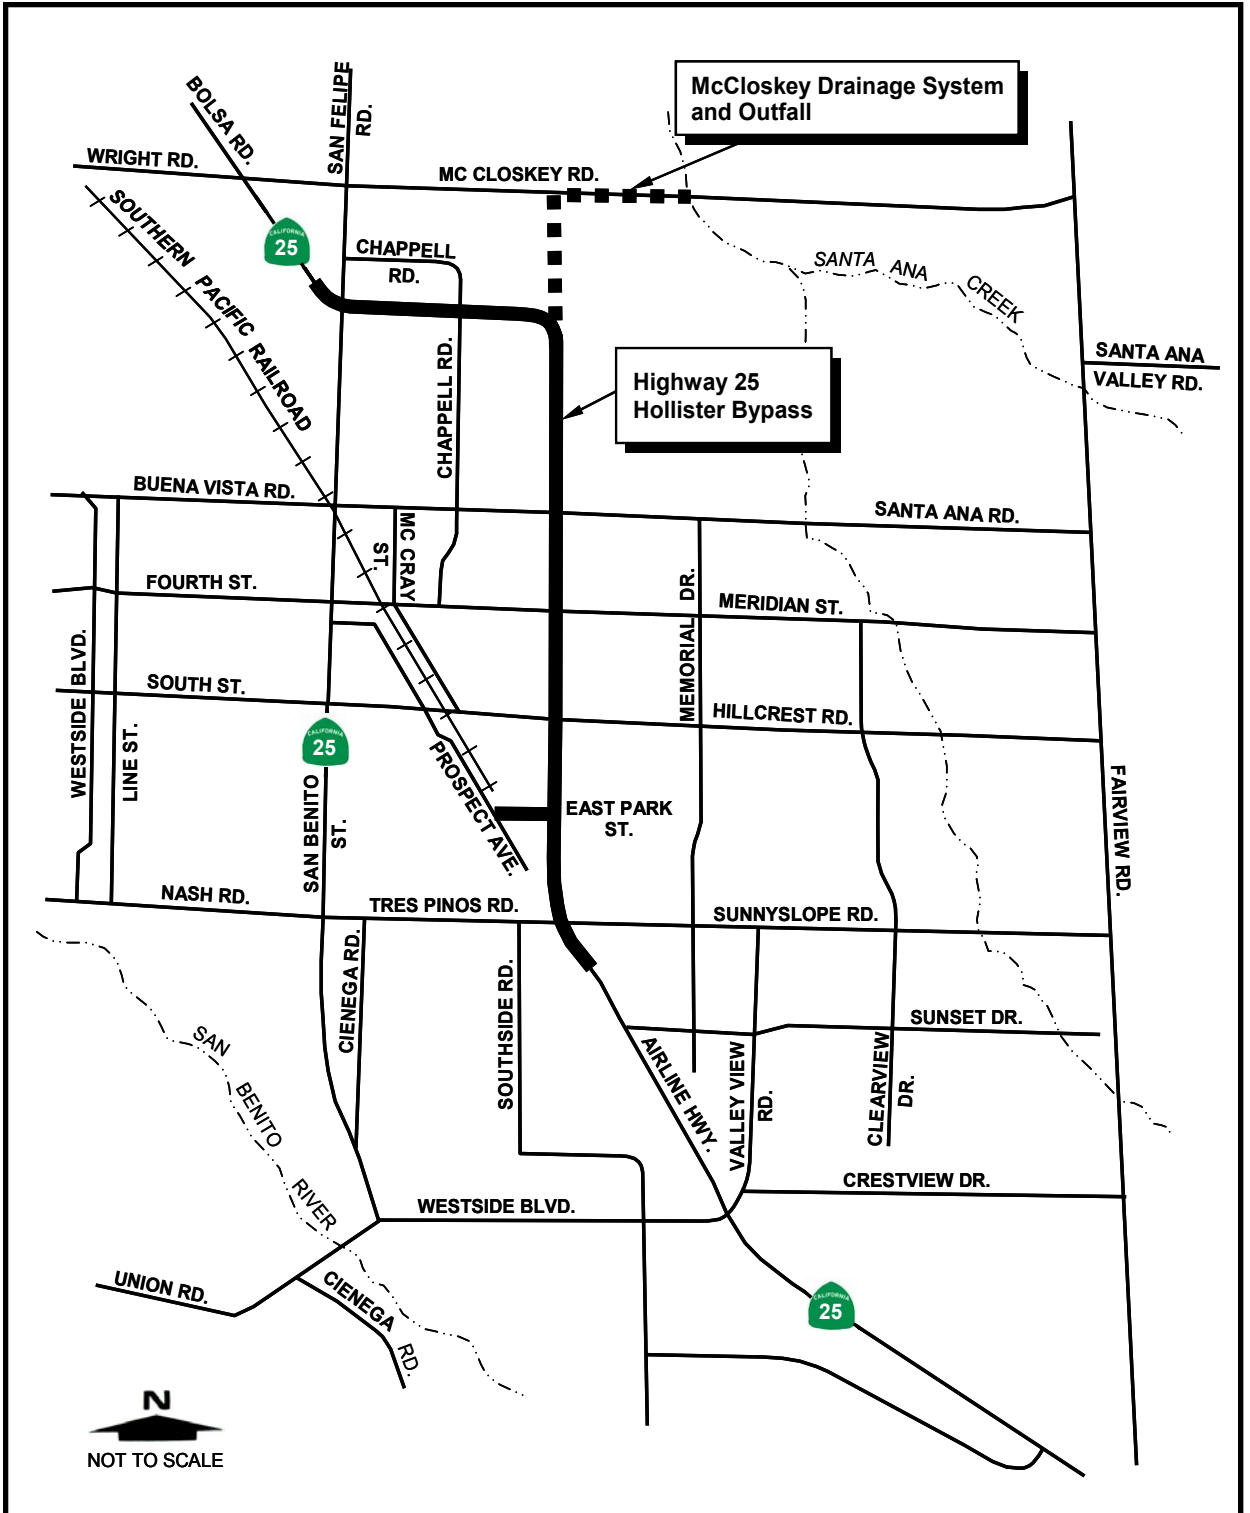 McCloskey Drainage System
and Outfall
BOLSA RD.
SAN FELIPE
RD.
WRIGHT RD.
MC CLOSKEY RD.
SOUTHERN PACIFIC RAILROAD
CALIFORNIA
25
CHAPPELL
RD.
SANTA ANA CREEK
SANTA ANA
VALLEY RD.
Highway 25
Hollister Bypass
CHAPPELL RD.
BUENA VISTA RD.
SANTA ANA RD.
MC CRAY
ST.
FOURTH ST.
MERIDIAN ST.
MEMORIAL DR.
WESTSIDE BLVD.
SOUTH ST.
HILLCREST RD.
LINE ST.
CALIFORNIA
25
SAN BENITO
ST.
PROSPECT AVE.
EAST PARK
ST.
FAIRVIEW RD.
NASH RD.
TRES PINOS RD.
SUNNYSLOPE RD.
CIENEGA RD.
SOUTHSIDE RD.
SUNSET DR.
SAN BENITO RIVER
AIRLINE HWY.
VALLEY VIEW
RD.
CLEARVIEW
DR.
CRESTVIEW DR.
WESTSIDE BLVD.
UNION RD.
CIENEGA RD.
CALIFORNIA
25
N
NOT TO SCALE